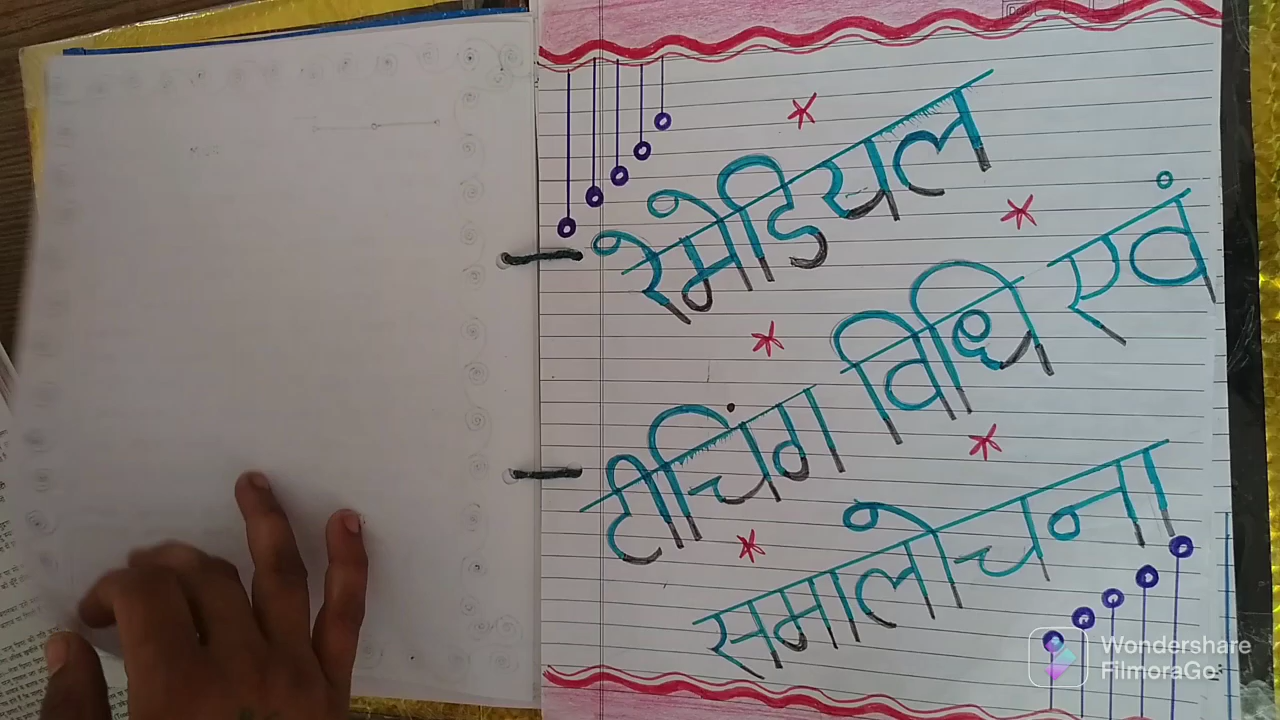 रेमेडियल
विधि एवं
टीचिंग
समालोचना
Wondershare
FilmoraGo